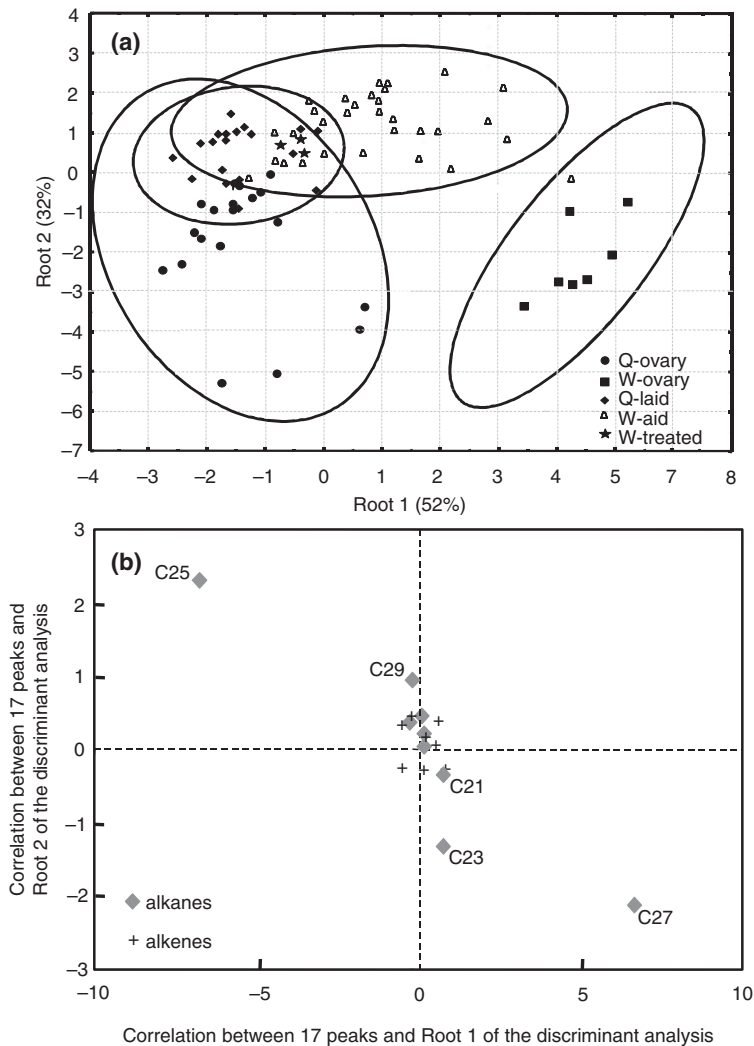 (a)
4
3
2
1
0
–1
–2
–3
–4
–5
–6
–7
Root 2 (32%)
Q-ovary
W-ovary
Q-laid
W-aid
W-treated
–4 –3 –2 –1 0 1 2 3 4 5 6 7 8
Root 1 (52%)
(b)
3
2
1
0
–1
–2
–3
Correlation between 17 peaks and
Root 2 of the discriminant analysis
C25
C29
C21
C23
C27
alkanes
+ alkenes
–10 –5 0 5 10
Correlation between 17 peaks and Root 1 of the discriminant analysis